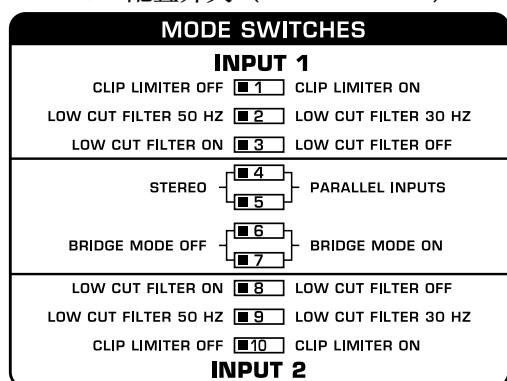 MODE SWITCHES
INPUT 1
CLIP LIMITER OFF 1 CLIP LIMITER ON
LOW CUT FILTER 50 HZ 2 LOW CUT FILTER 30 HZ
LOW CUT FILTER ON 3 LOW CUT FILTER OFF
4
STEREO PARALLEL INPUTS
5
6
BRIDGE MODE OFF BRIDGE MODE ON
7
LOW CUT FILTER ON 8 LOW CUT FILTER OFF
LOW CUT FILTER 50 HZ 9 LOW CUT FILTER 30 HZ
CLIP LIMITER OFF 10 CLIP LIMITER ON
INPUT 2